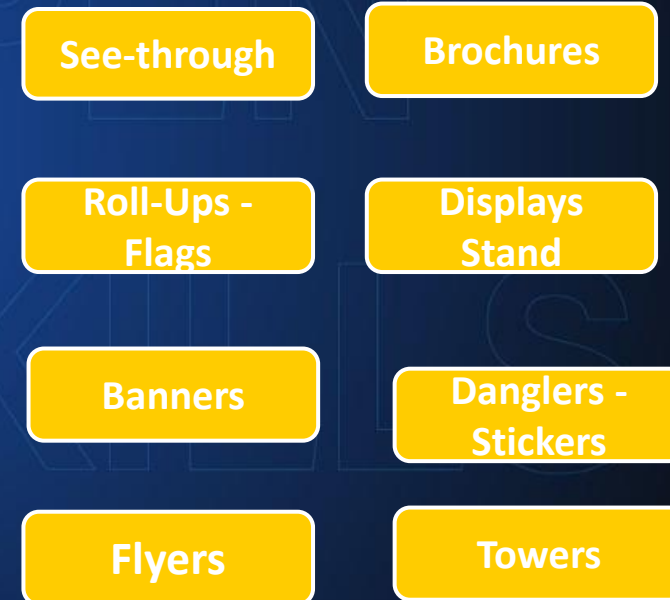 See-through
Brochures
Roll-Ups -
Flags
Displays
Stand
Banners
Danglers -
Stickers
Flyers
Towers